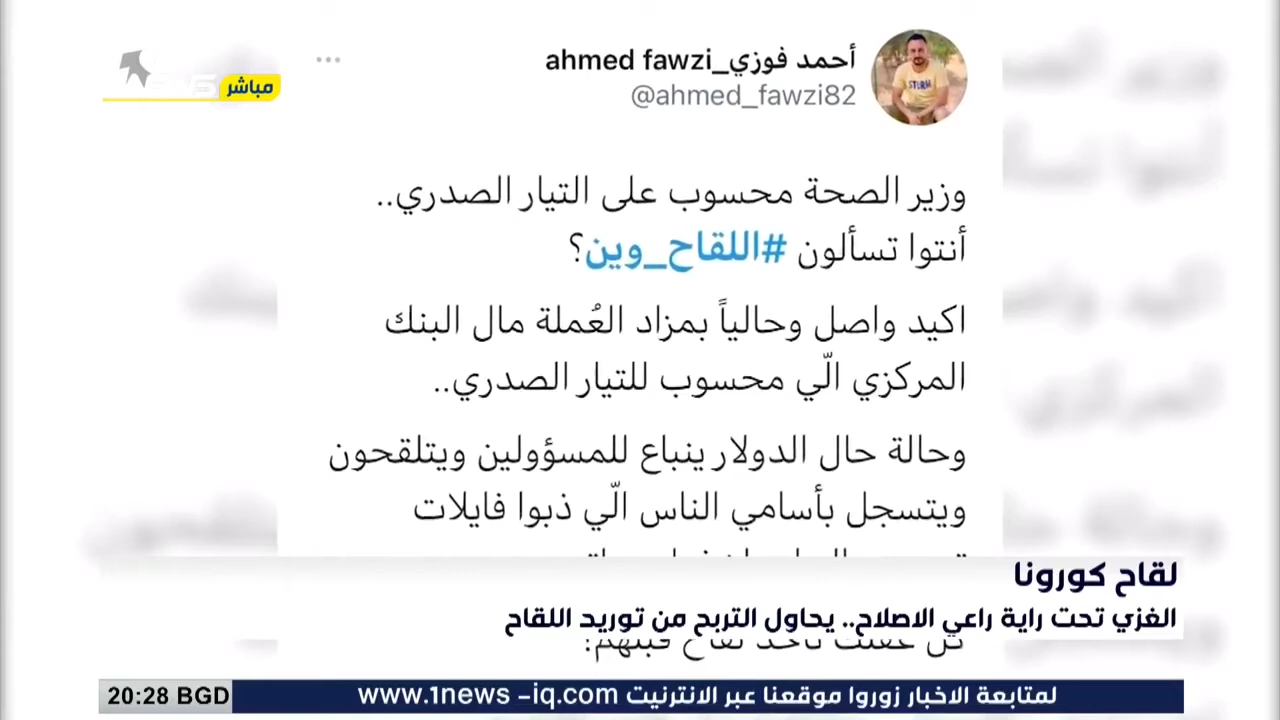 أحمد فوزي_ahmed fawzi
@ahmed_fawzi82
مباشر
وزير الصحة محسوب على التيار الصدري..
أنتوا تسألون #اللقاح_وين؟
اكيد واصل وحالياً بمزاد العُملة مال البنك
المركزي الّي محسوب للتيار الصدري..
وحالة حال الدولار ينباع للمسؤولين ويتلقحون
ويتسجل بأسامي الناس الّي ذبوا فايلات
لقاح كورونا
الغزي تحت راية راعي الاصلاح.. يحاول التربح من توريد اللقاح
لمتابعة الاخبار زوروا موقعنا عبر الانترنيت www.1news -iq.com
20:28 BGD